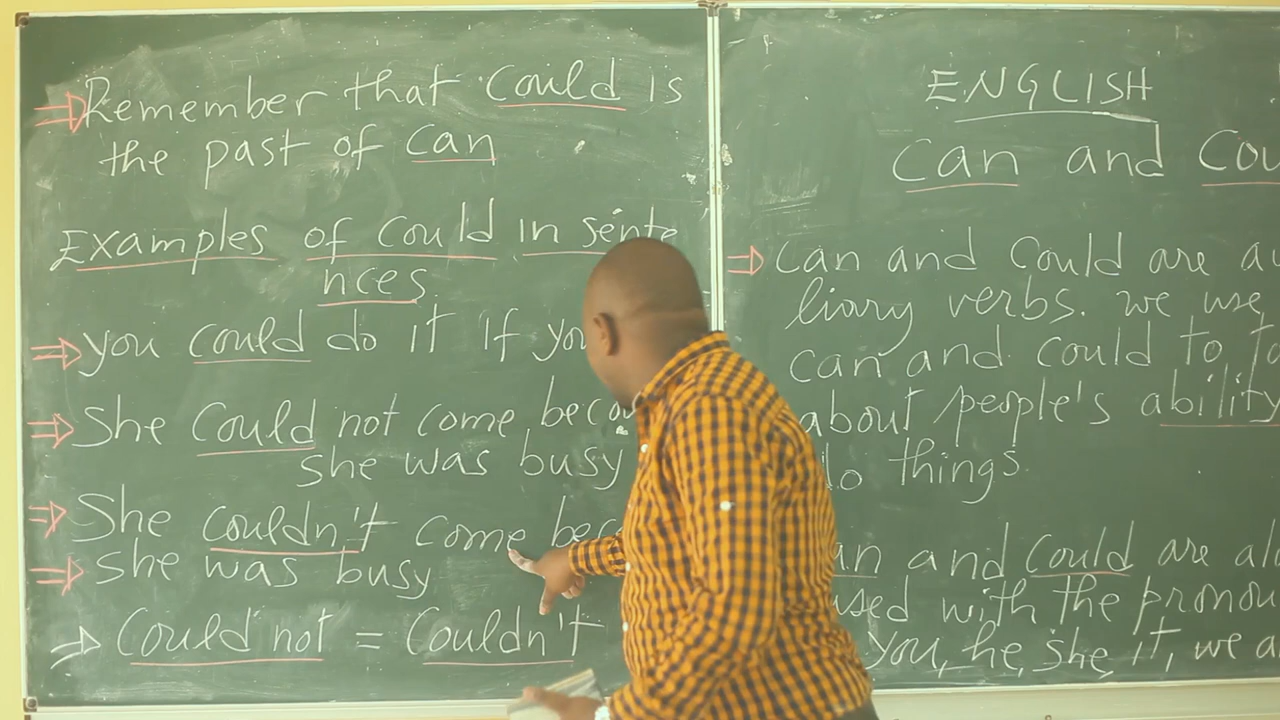 ⇒ Remember that Could is
the past of can
Examples of Could in sente
nces
⇒ you could do it if
⇒ She Could not come
she was busy
⇒ She couldn't come
⇒ she was busy
⇒ Could not = Couldn't
ENGLISH
Can and
⇒ can and could are
liary verbs. we use
can and could to
about people's ability
things.
and could are
with the
you, he, she, it, we